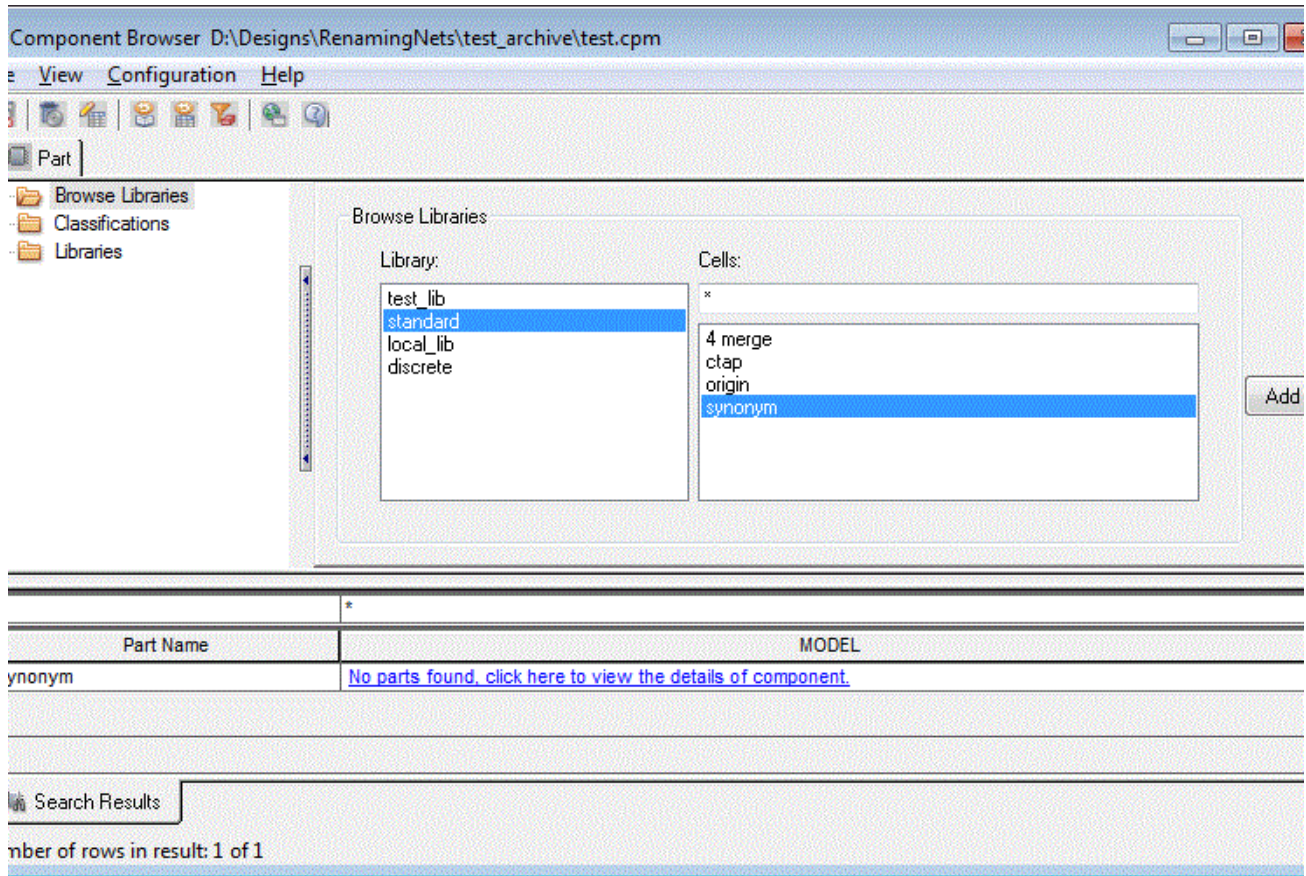 Component Browser D:\Designs\RenamingNets\test_archive\test.cpm
View Configuration Help
Part
Browse Libraries
Classifications
Libraries
Browse Libraries
Library:
test_lib
standard
local_lib
discrete
Cells:
*
4 merge
ctap
origin
synonym
Add
*
Part Name MODEL
ynonym No parts found, click here to view the details of component.
Search Results
mber of rows in result: 1 of 1